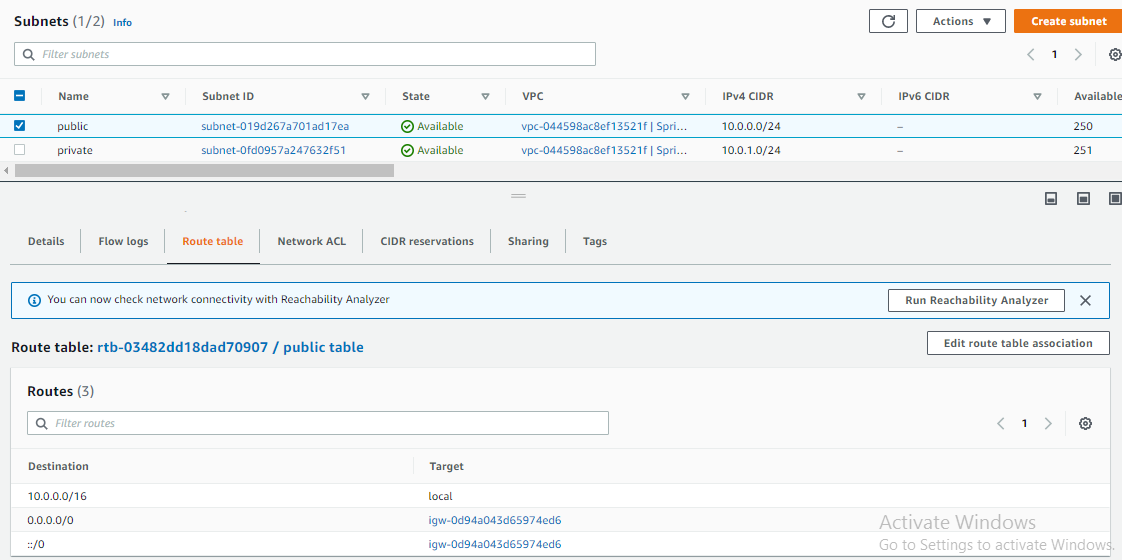 Subnets (1/2) Info
Actions
Create subnet
Filter subnets
1
Name Subnet ID State VPC IPv4 CIDR IPv6 CIDR Available
public subnet-019d267a701ad17ea Available vpc-044598ac8ef13521f | Spri... 10.0.0.0/24 – 250
private subnet-0fd0957a247632f51 Available vpc-044598ac8ef13521f | Spri... 10.0.1.0/24 – 251
Details Flow logs Route table Network ACL CIDR reservations Sharing Tags
You can now check network connectivity with Reachability Analyzer
Run Reachability Analyzer
Route table: rtb-03482dd18dad70907 / public table
Edit route table association
Routes (3)
Filter routes
1
Destination Target
10.0.0.0/16 local
0.0.0.0/0 igw-0d94a043d65974ed6
::/0 igw-0d94a043d65974ed6
Activate Windows
Go to Settings to activate Windows.